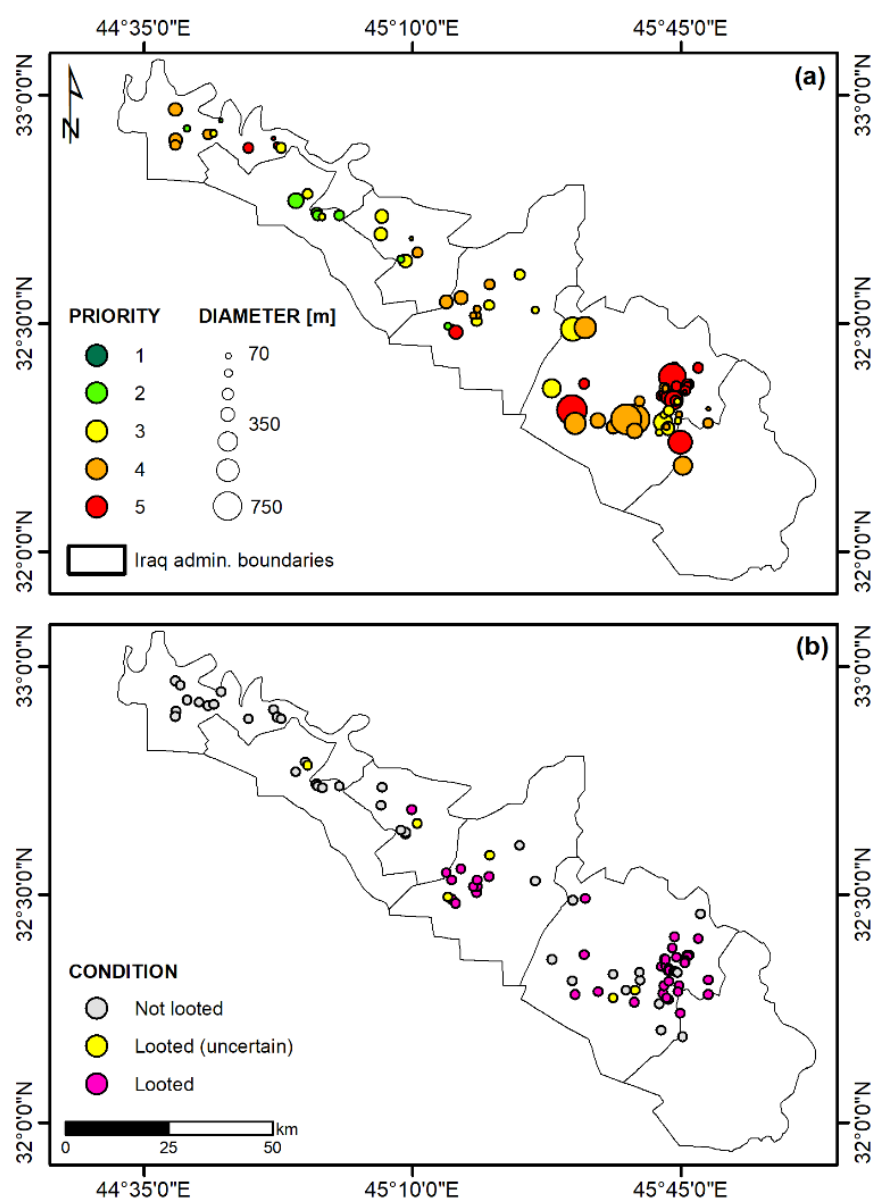 44°35'0"E 45°10'0"E 45°45'0"E
(a)
N
33°0'0"N 33°0'0"N
32°30'0"N 32°30'0"N
32°0'0"N 32°0'0"N
PRIORITY DIAMETER [m]
1 70
2
3 350
4
5 750
Iraq admin. boundaries
(b)
33°0'0"N 33°0'0"N
32°30'0"N 32°30'0"N
32°0'0"N 32°0'0"N
CONDITION
Not looted
Looted (uncertain)
Looted
km
0 25 50
44°35'0"E 45°10'0"E 45°45'0"E